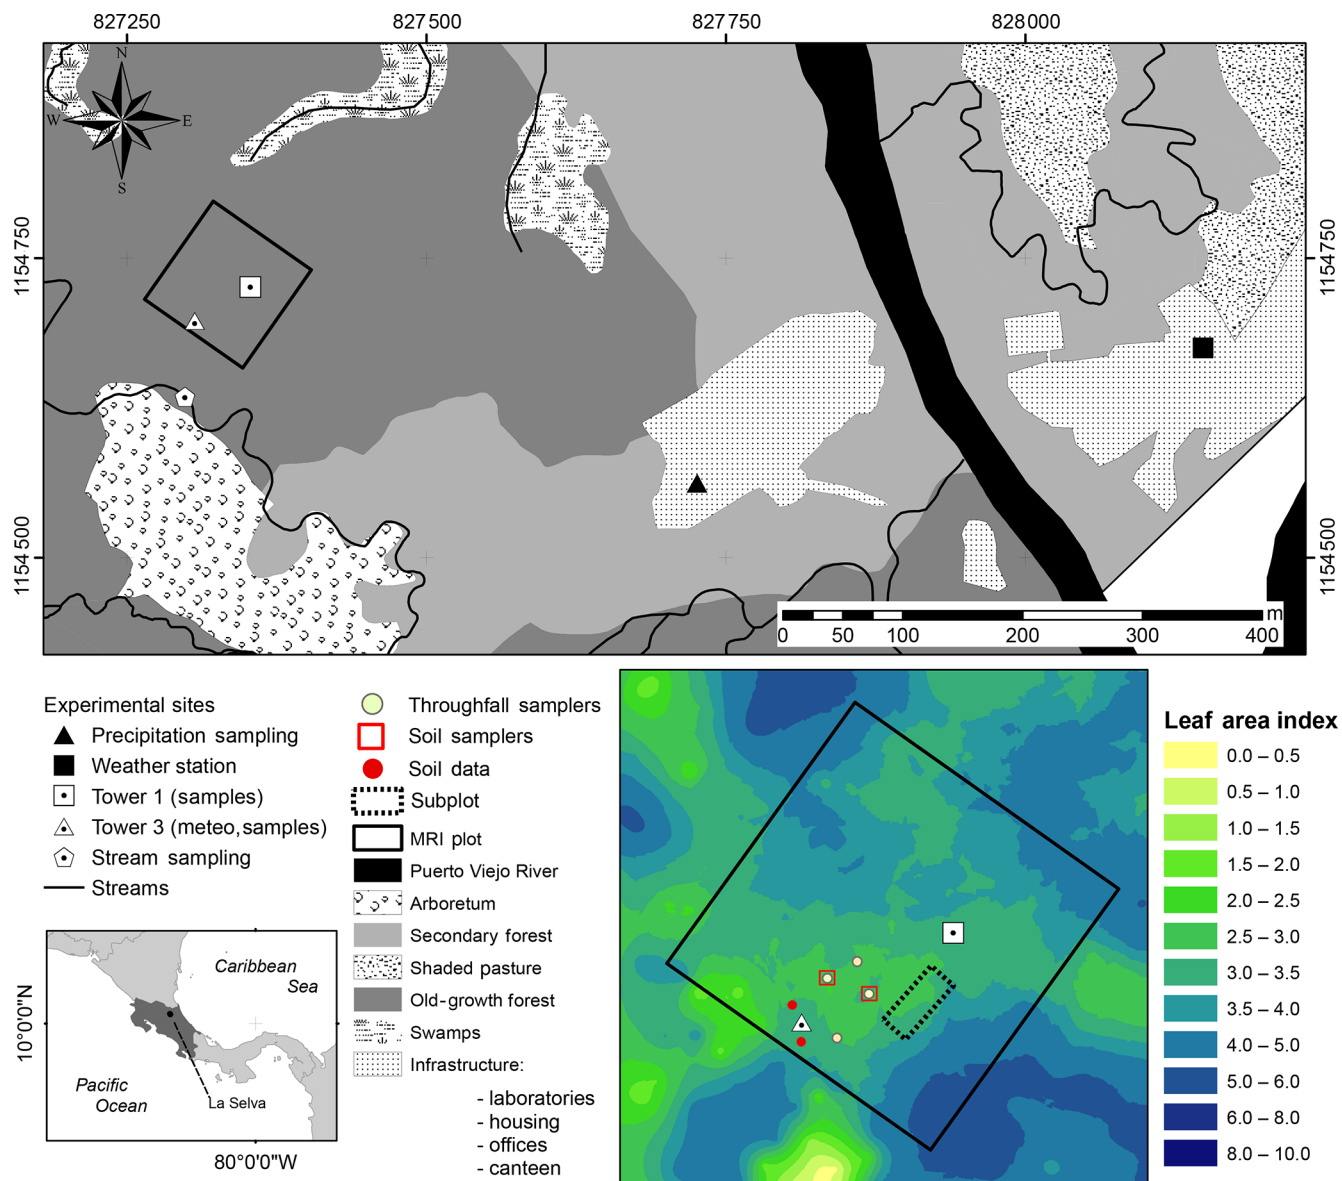 827250 827500 827750 828000
N
W E
S
1154750 1154750
1154500 1154500
m
0 50 100 200 300 400
Experimental sites
Precipitation sampling
Weather station
Tower 1 (samples)
Tower 3 (meteo,samples)
Stream sampling
Streams
Throughfall samplers
Soil samplers
Soil data
Subplot
MRI plot
Puerto Viejo River
Arboretum
Secondary forest
Shaded pasture
Old-growth forest
Swamps
Infrastructure:
- laboratories
- housing
- offices
- canteen
Caribbean
Sea
Pacific
Ocean
La Selva
10°0'0"N
80°0'0"W
Leaf area index
0.0 – 0.5
0.5 – 1.0
1.0 – 1.5
1.5 – 2.0
2.0 – 2.5
2.5 – 3.0
3.0 – 3.5
3.5 – 4.0
4.0 – 5.0
5.0 – 6.0
6.0 – 8.0
8.0 – 10.0